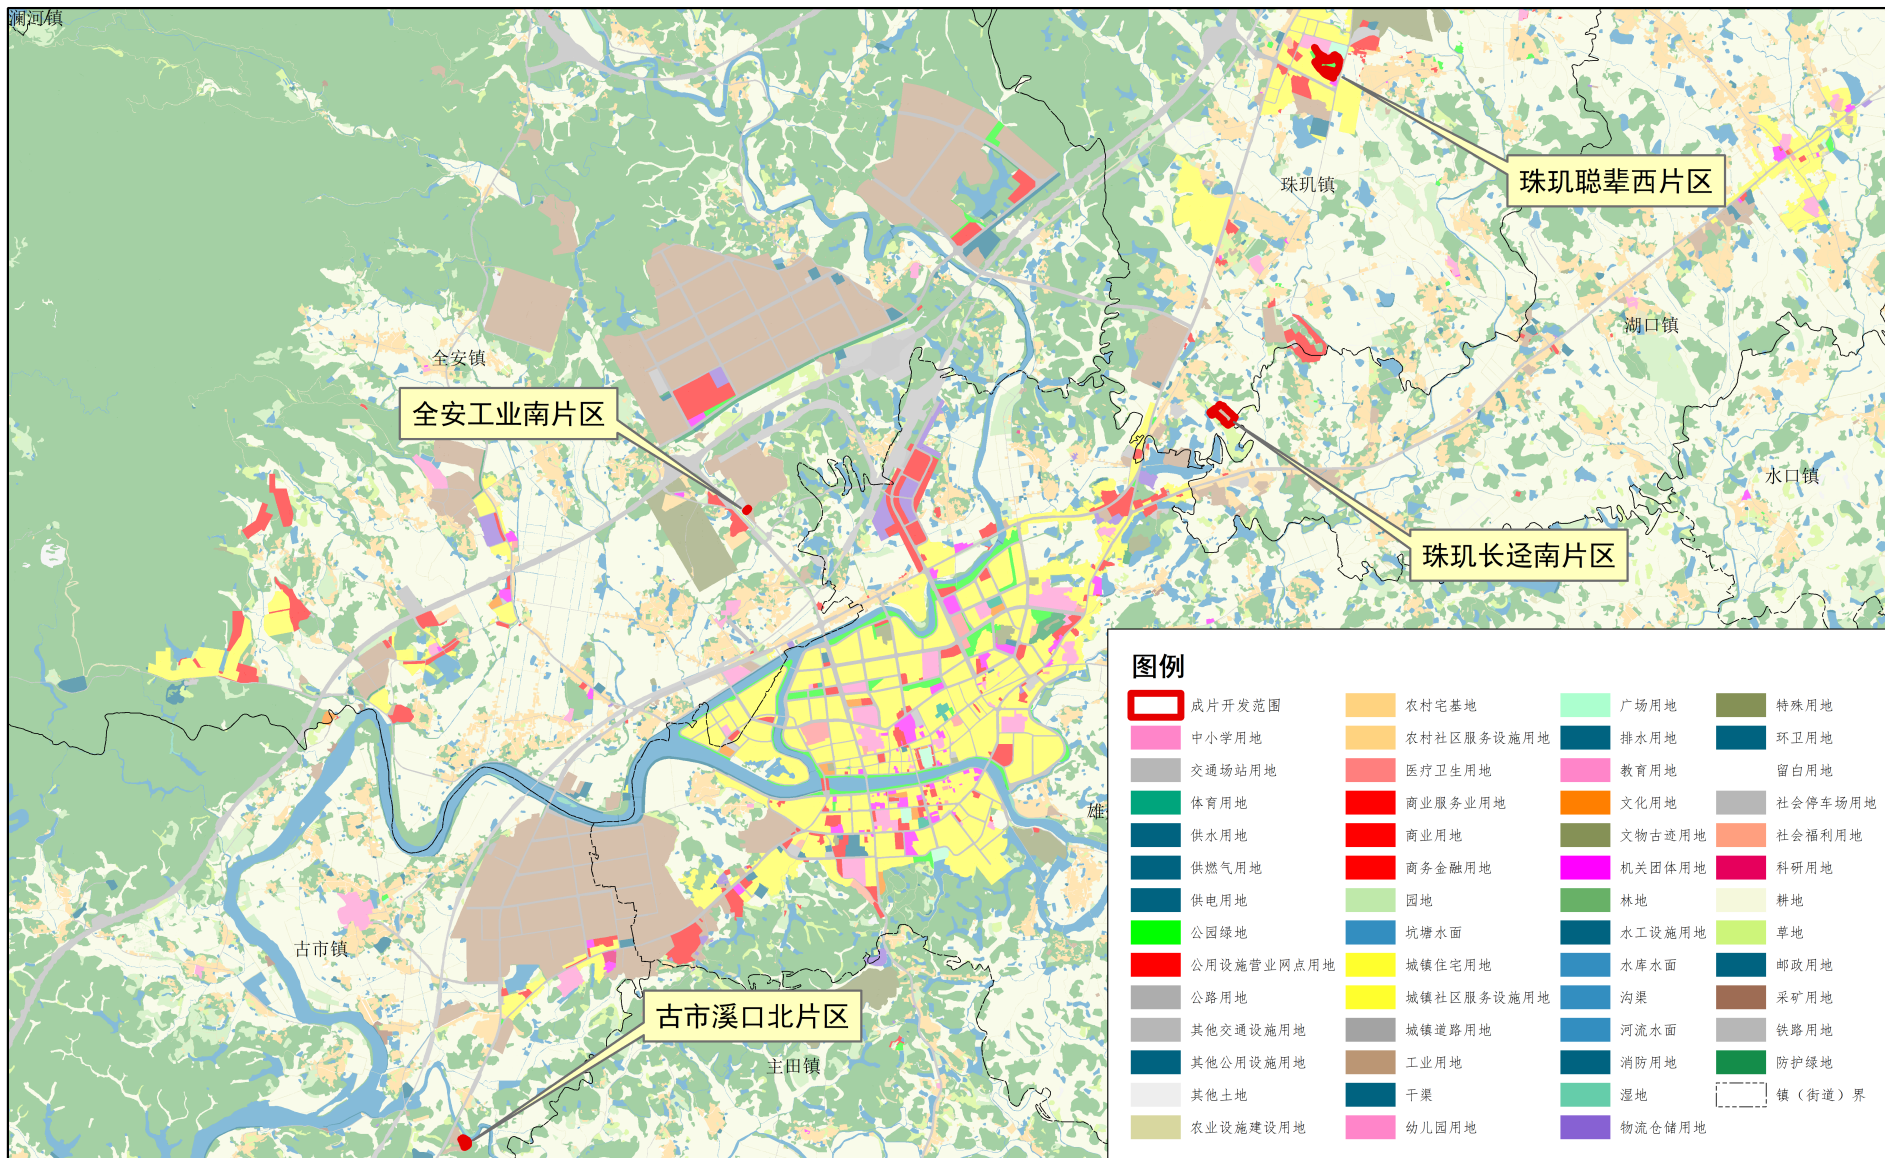 澜河镇
珠玑聪辈西片区
珠玑镇
湖口镇
全安镇
全安工业南片区
水口镇
珠玑长迳南片区
雄
古市镇
古市溪口北片区
主田镇
图例
成片开发范围
中小学用地
交通场站用地
体育用地
供水用地
供燃气用地
供电用地
公园绿地
公用设施营业网点用地
公路用地
其他交通设施用地
其他公用设施用地
其他土地
农业设施建设用地
农村宅基地
农村社区服务设施用地
医疗卫生用地
商业服务业用地
商业用地
商务金融用地
园地
坑塘水面
城镇住宅用地
城镇社区服务设施用地
城镇道路用地
工业用地
干渠
幼儿园用地
广场用地
排水用地
教育用地
文化用地
文物古迹用地
机关团体用地
林地
水工设施用地
水库水面
沟渠
河流水面
消防用地
湿地
物流仓储用地
特殊用地
环卫用地
留白用地
社会停车场用地
社会福利用地
科研用地
耕地
草地
邮政用地
采矿用地
铁路用地
防护绿地
镇（街道）界